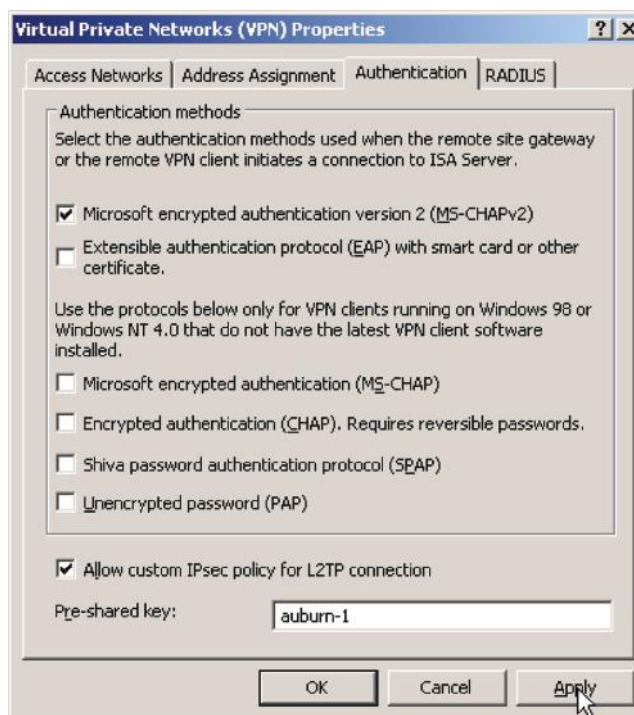 Virtual Private Networks (VPN) Properties
Access Networks
Address Assignment
Authentication
RADIUS
Authentication methods
Select the authentication methods used when the remote site gateway
or the remote VPN client initiates a connection to ISA Server.
Microsoft encrypted authentication version 2 (MS-CHAPv2)
Extensible authentication protocol (EAP) with smart card or other
certificate.
Use the protocols below only for VPN clients running on Windows 98 or
Windows NT 4.0 that do not have the latest VPN client software
installed.
Microsoft encrypted authentication (MS-CHAP)
Encrypted authentication (CHAP). Requires reversible passwords.
Shiva password authentication protocol (SPAP)
Unencrypted password (PAP)
Allow custom IPsec policy for L2TP connection
Pre-shared key:
auburn-1
OK
Cancel
Apply